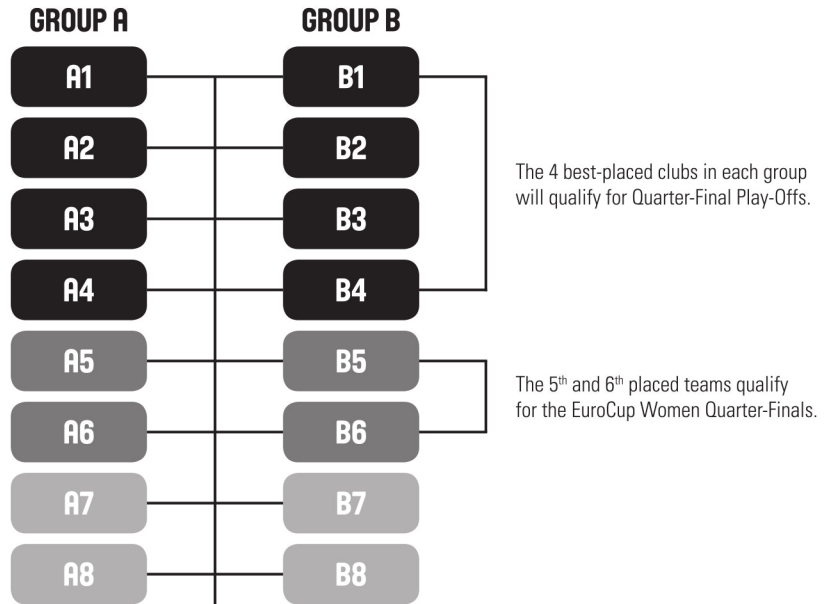 GROUP A GROUP B
A1 B1
A2 B2
The 4 best-placed clubs in each group
will qualify for Quarter-Final Play-Offs.
A3 B3
A4 B4
A5 B5
The 5th and 6th placed teams qualify
for the EuroCup Women Quarter-Finals.
A6 B6
A7 B7
A8 B8